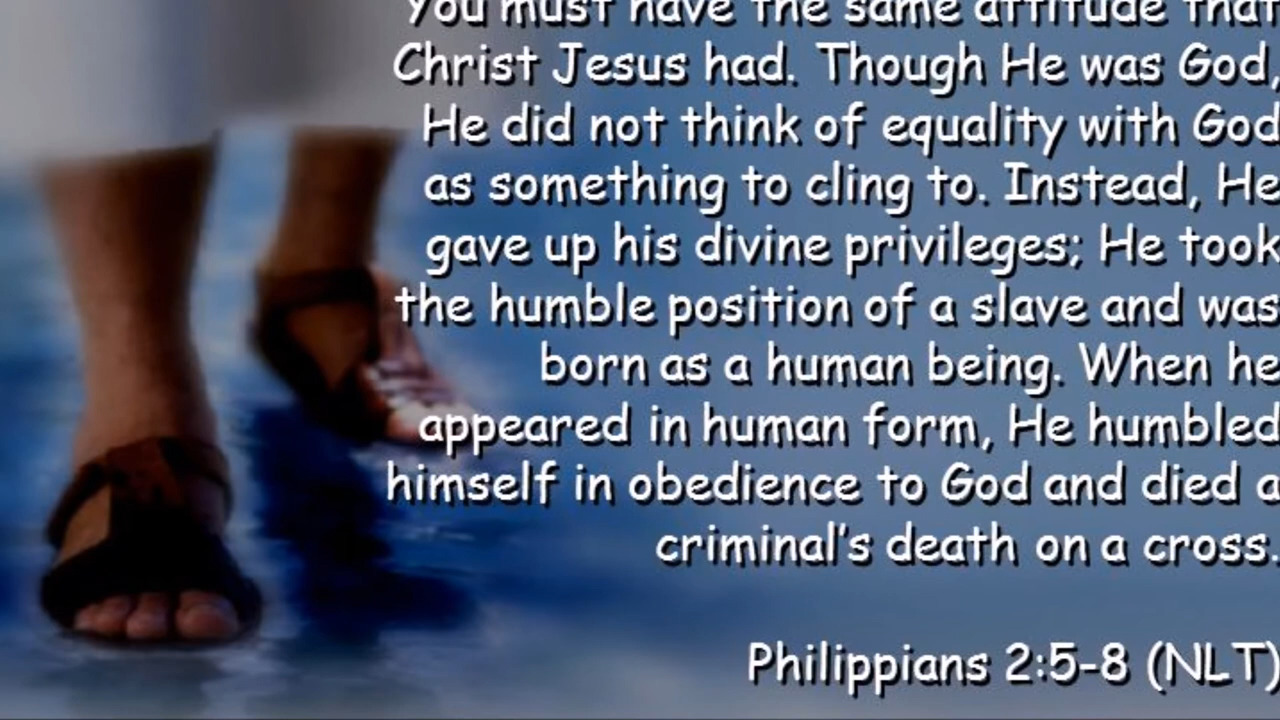 You must have the same attitude that
Christ Jesus had. Though He was God,
He did not think of equality with God
as something to cling to. Instead, He
gave up his divine privileges; He took
the humble position of a slave and was
born as a human being. When he
appeared in human form, He humbled
himself in obedience to God and died a
criminal's death on a cross.
Philippians 2:5-8 (NLT)